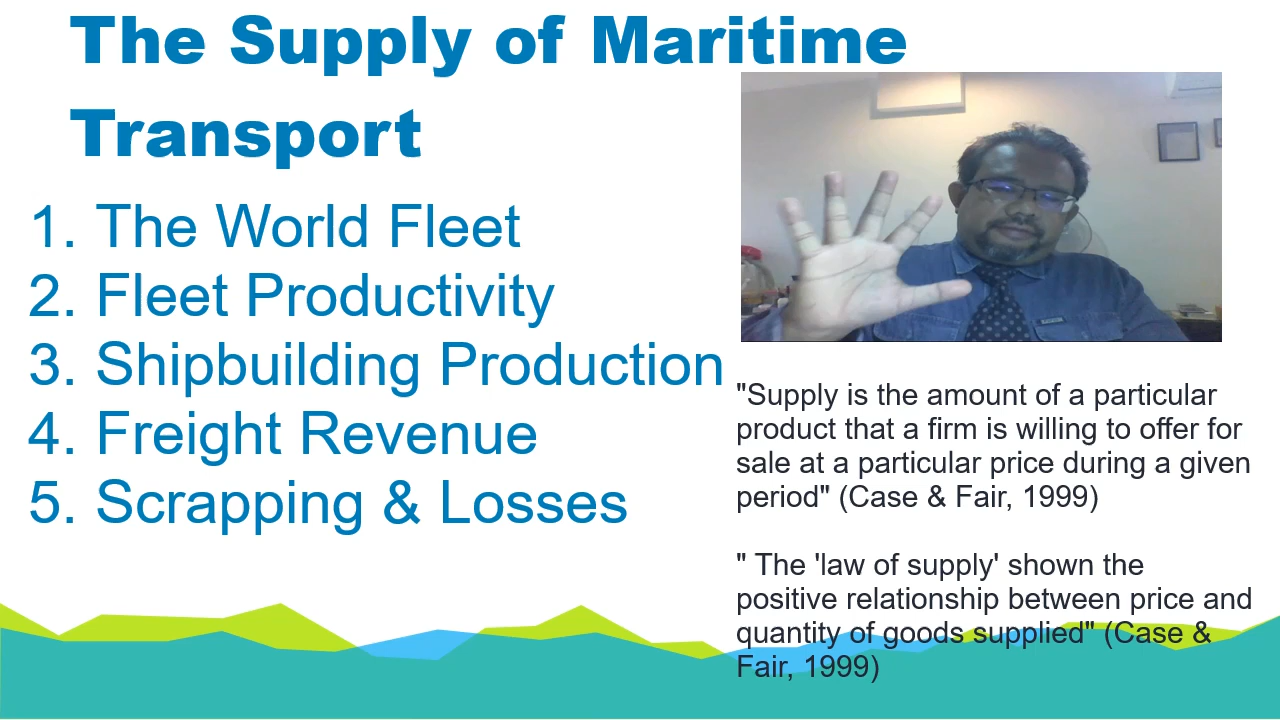 The Supply of Maritime
Transport
1. The World Fleet
2. Fleet Productivity
3. Shipbuilding Production
4. Freight Revenue
5. Scrapping & Losses
"Supply is the amount of a particular
product that a firm is willing to offer for
sale at a particular price during a given
period" (Case & Fair, 1999)
" The 'law of supply' shown the
positive relationship between price and
quantity of goods supplied" (Case &
Fair, 1999)